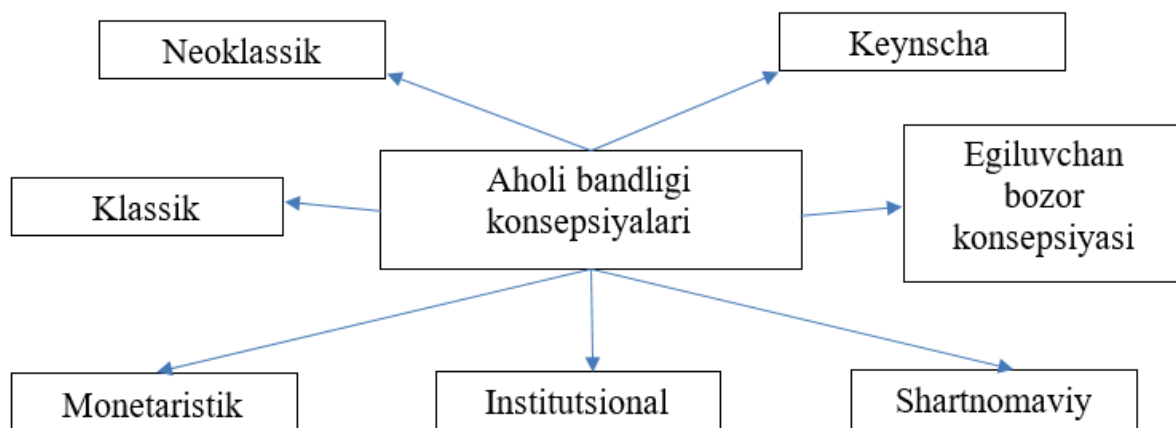 Neoklassik
Keynscha
Aholi bandligi
konsepsiyalari
Egiluvchan
bozor
konsepsiyasi
Klassik
Monetaristik
Institutsional
Shartnomaviy